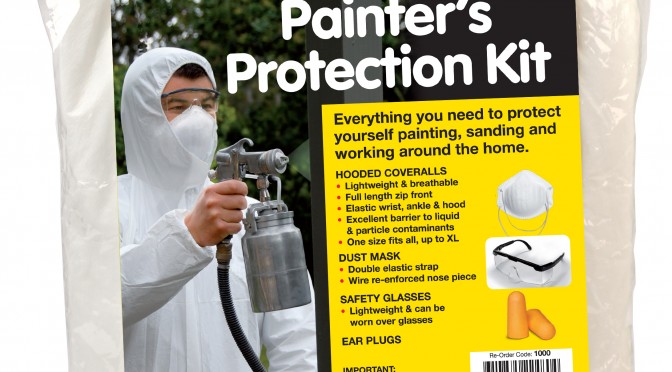 Painter's
Protection Kit
Everything you need to protect
yourself painting, sanding and
working around the home.
HOODED COVERALLS
• Lightweight & breathable
• Full length zip front
• Elastic wrist, ankle & hood
• Excellent barrier to liquid
& particle contaminants
• One size fits all, up to XL
DUST MASK
• Double elastic strap
• Wire re-enforced nose piece
SAFETY GLASSES
• Lightweight & can be
worn over glasses
EAR PLUGS
Re-Order Code: 1000
IMPORTANT: